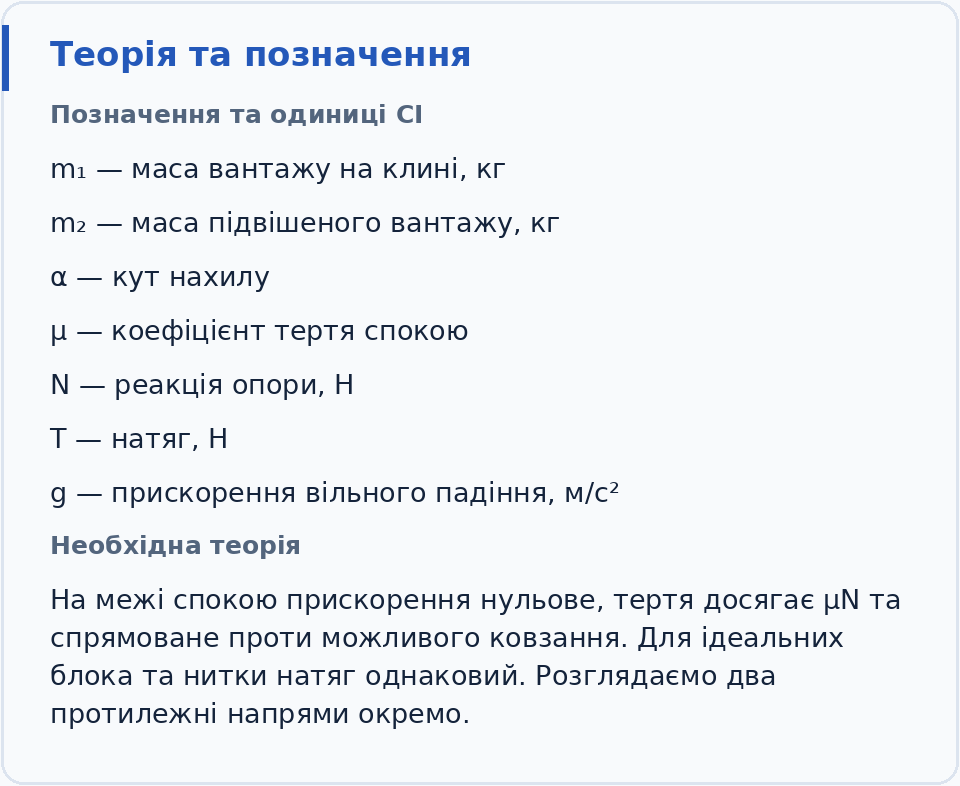 Теорія та позначення
Позначення та одиниці СІ
m₁ — маса вантажу на клині, кг
m₂ — маса підвішеного вантажу, кг
α — кут нахилу
μ — коефіцієнт тертя спокою
N — реакція опори, Н
T — натяг, Н
g — прискорення вільного падіння, м/с²
Необхідна теорія
На межі спокою прискорення нульове, тертя досягає μN та
спрямоване проти можливого ковзання. Для ідеальних
блока та нитки натяг однаковий. Розглядаємо два
протилежні напрями окремо.